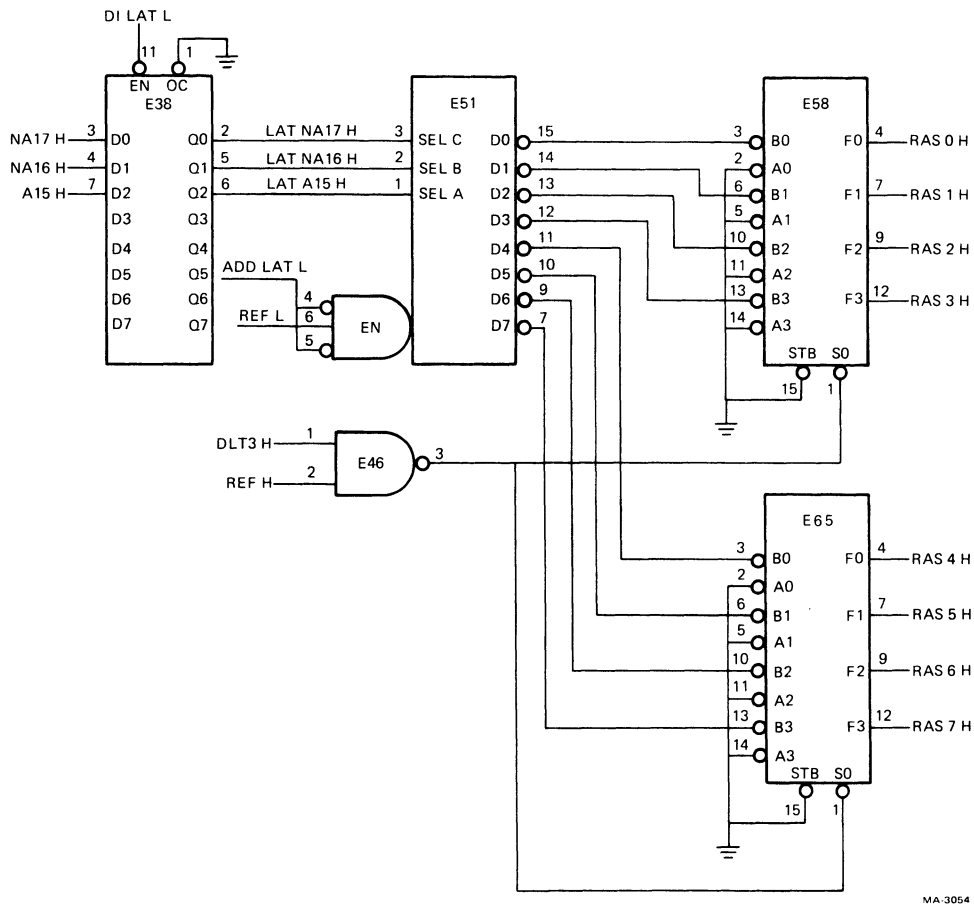 DI LAT L
11 1
EN OC
E38
NA17 H 3 D0 Q0 2 LAT NA17 H 3 SEL C
NA16 H 4 D1 Q1 5 LAT NA16 H 2 SEL B
A15 H 7 D2 Q2 6 LAT A15 H 1 SEL A
D3 Q3
D4 Q4
D5 Q5
D6 Q6
D7 Q7
ADD LAT L
4
REF L 6
5
EN
E51
D0 15
D1 14
D2 13
D3 12
D4 11
D5 10
D6 9
D7 7
E58
3 B0 F0 4 RAS 0 H
2 A0
6 B1 F1 7 RAS 1 H
5 A1
10 B2 F2 9 RAS 2 H
11 A2
13 B3 F3 12 RAS 3 H
14 A3
STB S0
15 1
DLT3 H 1
E46 3
REF H 2
E65
3 B0 F0 4 RAS 4 H
2 A0
6 B1 F1 7 RAS 5 H
5 A1
10 B2 F2 9 RAS 6 H
11 A2
13 B3 F3 12 RAS 7 H
14 A3
STB S0
15 1
MA-3054